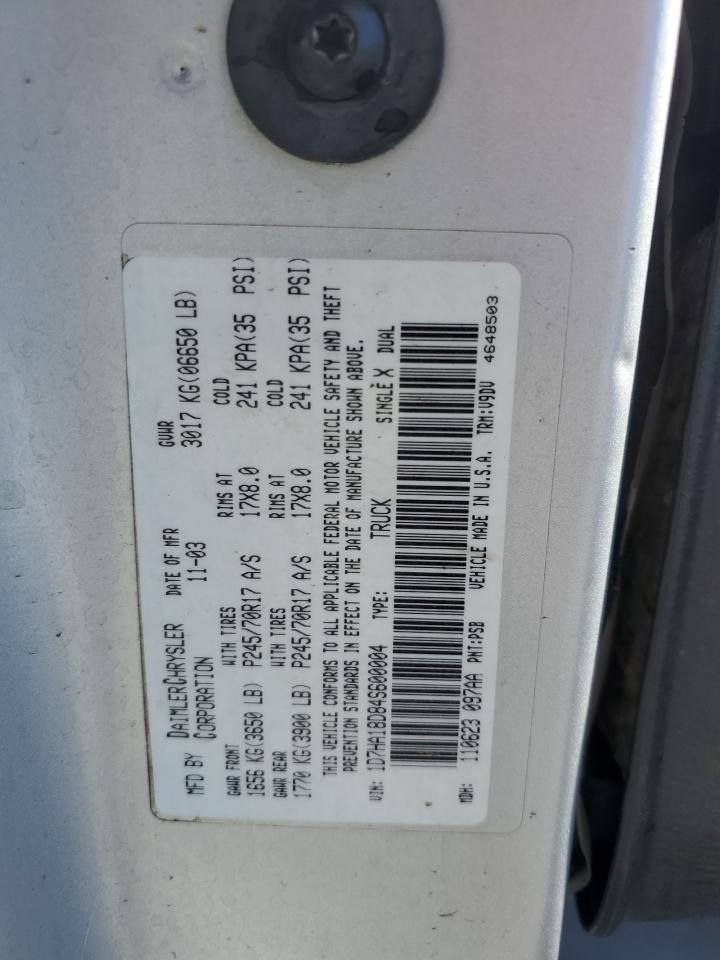 MFD BY DAIMLERCHRYSLER CORPORATION DATE OF MFR 11-03 GVWR 3017 KG(06650 LB)
GAWR FRONT WITH TIRES RIMS AT COLD
1656 KG(3650 LB) P245/70R17 A/S 17X8.0 241 KPA(35 PSI)
GAWR REAR WITH TIRES RIMS AT COLD
1770 KG(3900 LB) P245/70R17 A/S 17X8.0 241 KPA(35 PSI)
THIS VEHICLE CONFORMS TO ALL APPLICABLE FEDERAL MOTOR VEHICLE SAFETY AND THEFT
PREVENTION STANDARDS IN EFFECT ON THE DATE OF MANUFACTURE SHOWN ABOVE.
VIN: 1D7HA18D84S600004 TYPE: TRUCK SINGLE X DUAL
MDH: 110623 097AA PNT:PSB VEHICLE MADE IN U.S.A. TRM:V9DV
4648503